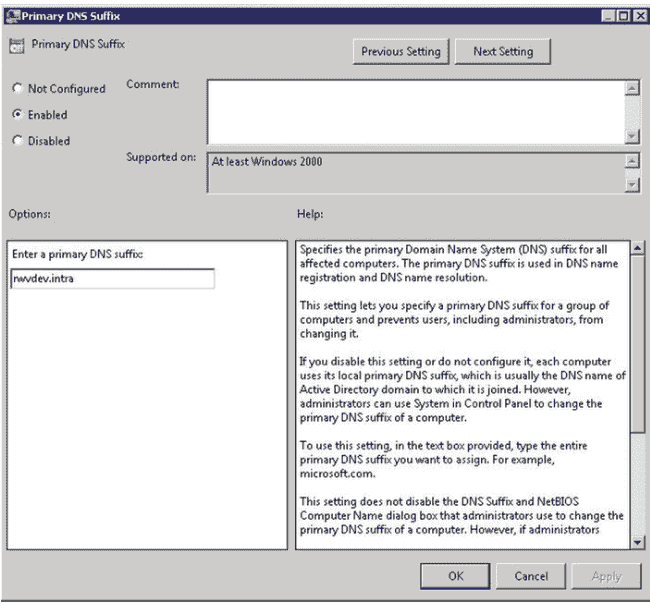 Primary DNS Suffix
Primary DNS Suffix
Previous Setting
Next Setting
Not Configured
Comment:
Enabled
Disabled
Supported on:
At least Windows 2000
Options:
Help:
Enter a primary DNS suffix:
rwvdev.intra
Specifies the primary Domain Name System (DNS) suffix for all
affected computers. The primary DNS suffix is used in DNS name
registration and DNS name resolution.
This setting lets you specify a primary DNS suffix for a group of
computers and prevents users, including administrators, from
changing it.
If you disable this setting or do not configure it, each computer
uses its local primary DNS suffix, which is usually the DNS name of
Active Directory domain to which it is joined. However,
administrators can use System in Control Panel to change the
primary DNS suffix of a computer.
To use this setting, in the text box provided, type the entire
primary DNS suffix you want to assign. For example,
microsoft.com.
This setting does not disable the DNS Suffix and NetBIOS
Computer Name dialog box that administrators use to change the
primary DNS suffix of a computer. However, if administrators
OK
Cancel
Apply